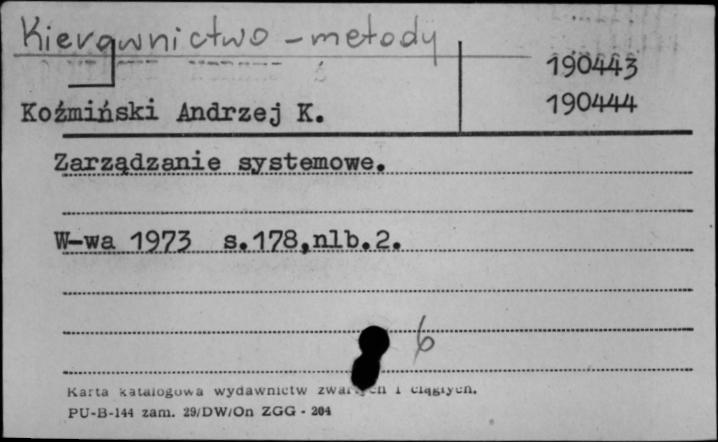 Kierownictwo – metody
190443
Koźmiński Andrzej K.
190444
Zarządzanie systemowe.
W-wa 1973 s.178,nlb.2.
6
Karta katalogowa wydawnictw zwartych i ciągłych.
PU-B-144 zam. 29/DW/On ZGG - 204